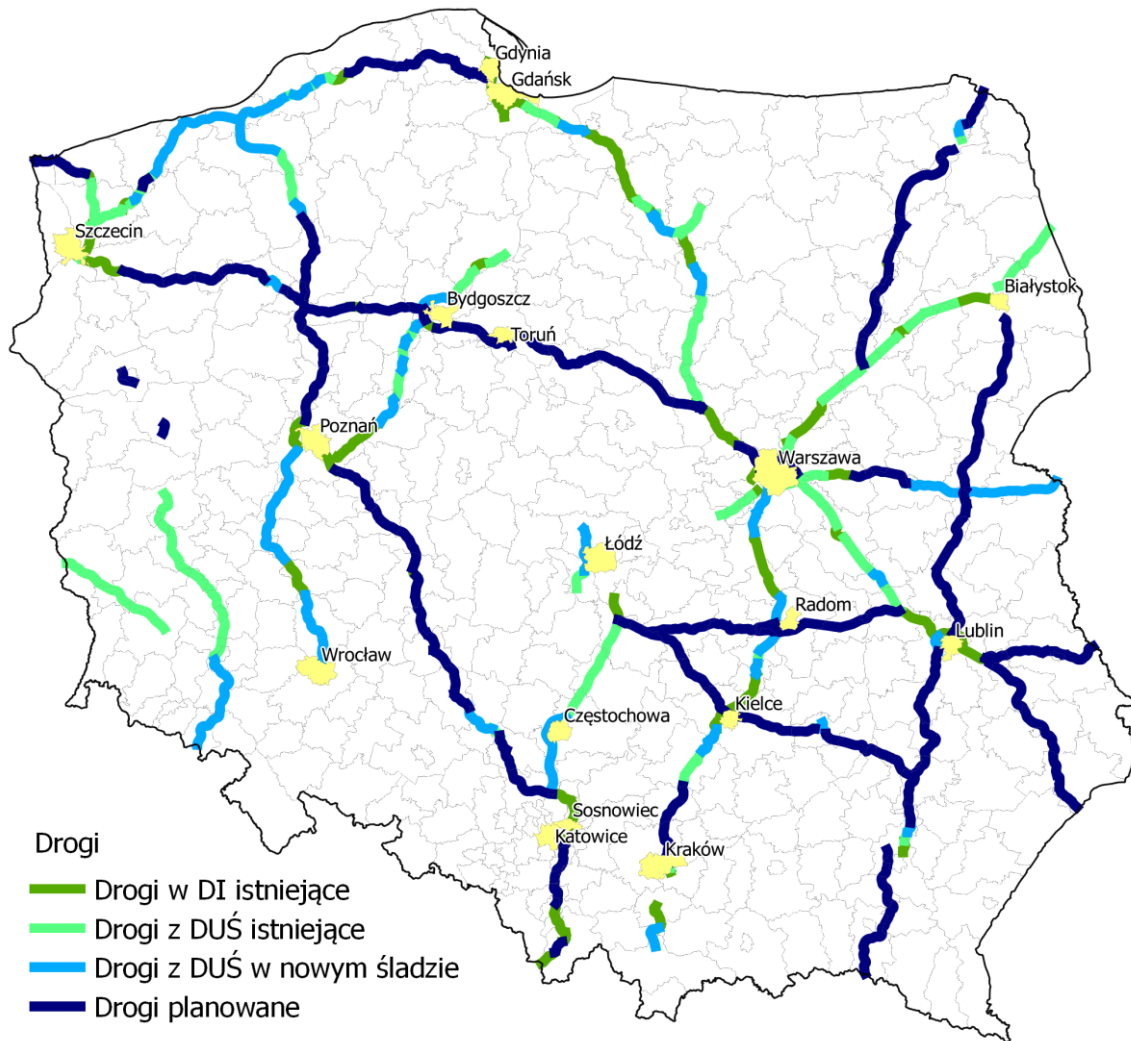 Gdynia
Gdańsk
Szczecin
Białystok
Bydgoszcz
Toruń
Poznań
Warszawa
Łódź
Radom
Lublin
Wrocław
Kielce
Częstochowa
Sosnowiec
Katowice
Kraków
Drogi
Drogi w DI istniejące
Drogi z DUŚ istniejące
Drogi z DUŚ w nowym śladzie
Drogi planowane